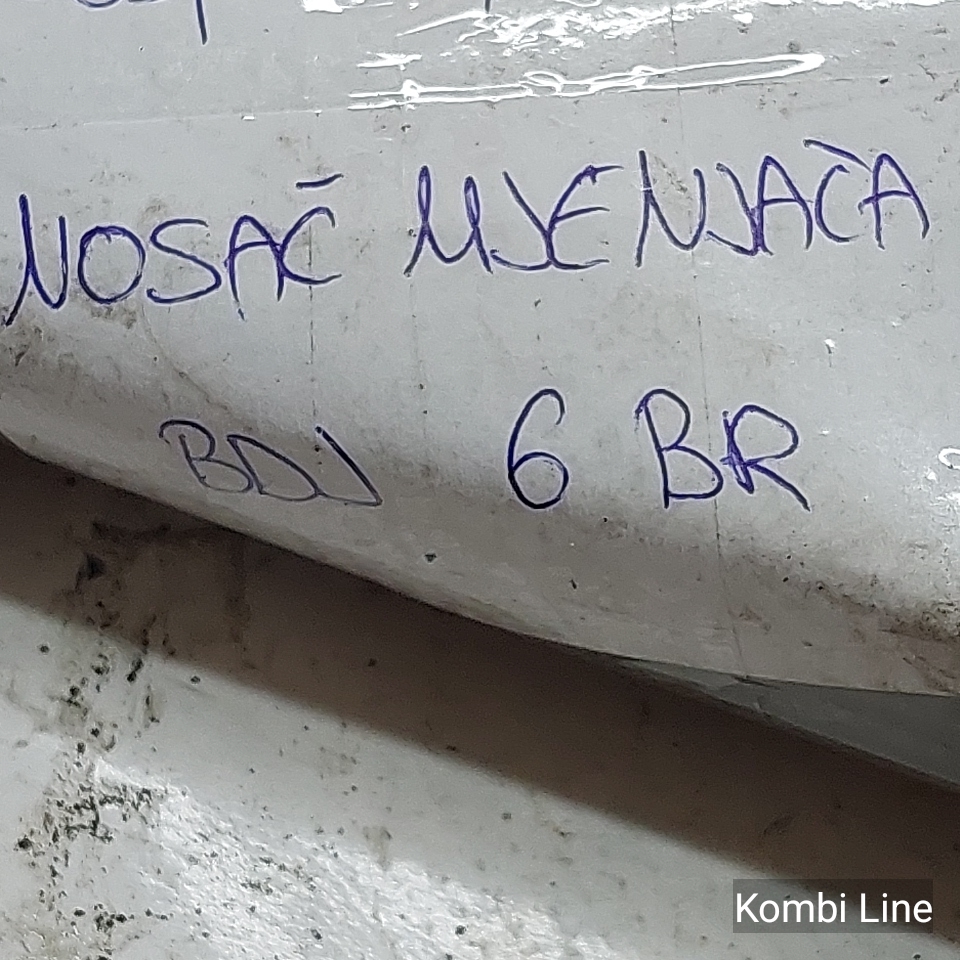 NOSAČ MJENJAČA
BDJ 6 BR
Kombi Line